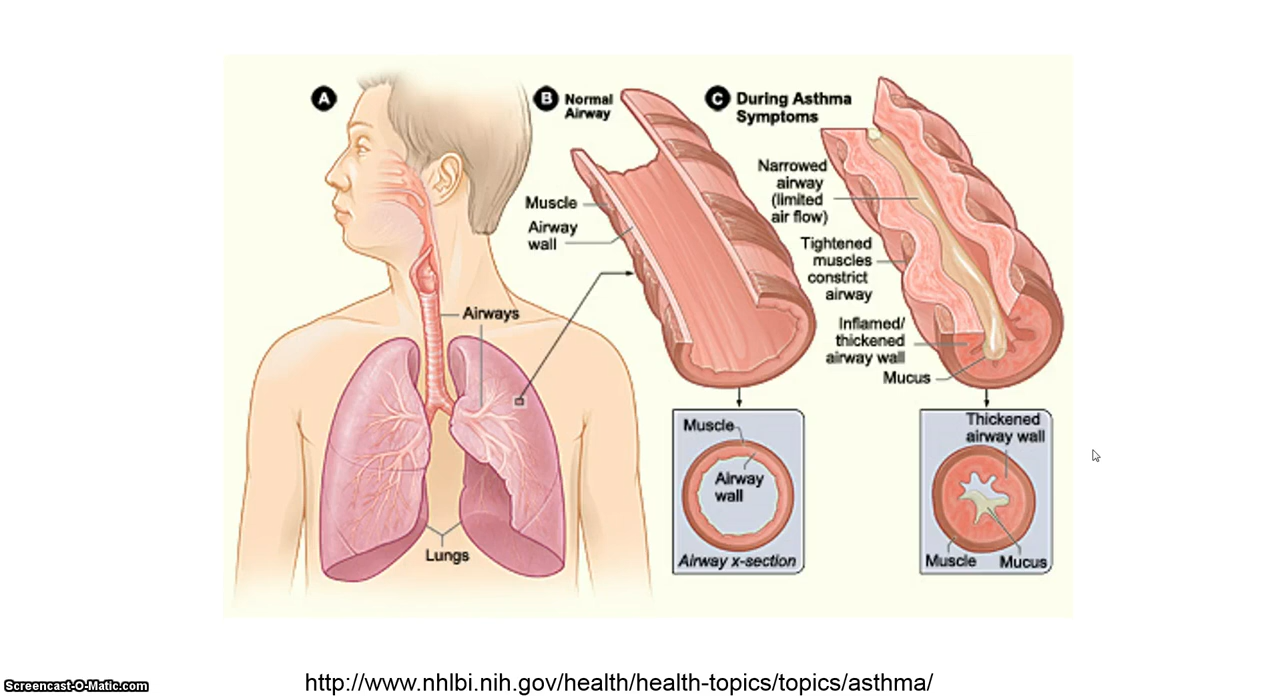 A
B
Normal
Airway
C
During Asthma
Symptoms
Narrowed
airway
(limited
air flow)
Muscle
Airway
wall
Tightened
muscles
constrict
airway
Airways
Inflamed/
thickened
airway wall
Mucus
Lungs
Muscle
Airway
wall
Airway x-section
Thickened
airway wall
Muscle
Mucus
Screencast-O-Matic.com
http://www.nhlbi.nih.gov/health/health-topics/topics/asthma/